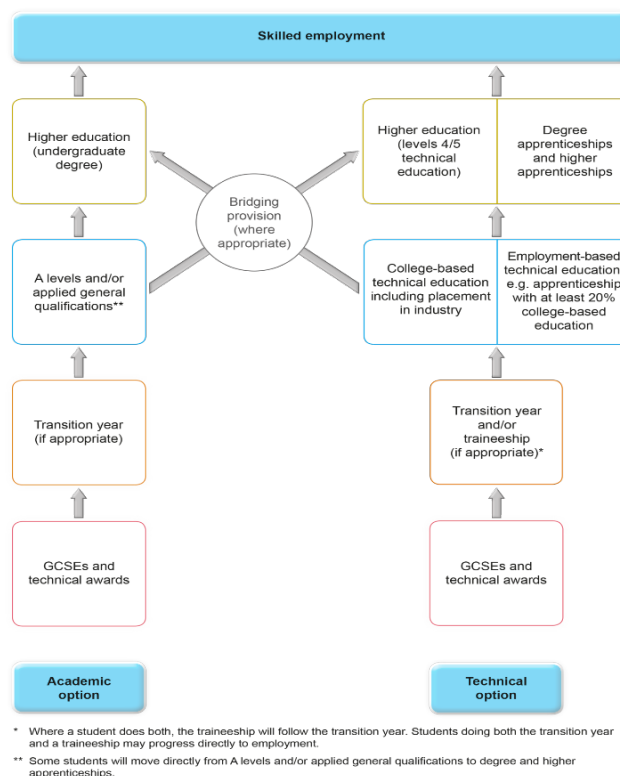 Skilled employment
Higher education
(undergraduate
degree)
Higher education
(levels 4/5
technical
education)
Degree
apprenticeships
and higher
apprenticeships
Bridging
provision
(where
appropriate)
A levels and/or
applied general
qualifications**
College-based
technical education
including placement
in industry
Employment-based
technical education
e.g. apprenticeship
with at least 20%
college-based
education
Transition year
(if appropriate)
Transition year
and/or
traineeship
(if appropriate)*
GCSEs and
technical awards
GCSEs and
technical awards
Academic
option
Technical
option
* Where a student does both, the traineeship will follow the transition year. Students doing both the transition year
and a traineeship may progress directly to employment.
** Some students will move directly from A levels and/or applied general qualifications to degree and higher
apprenticeships.